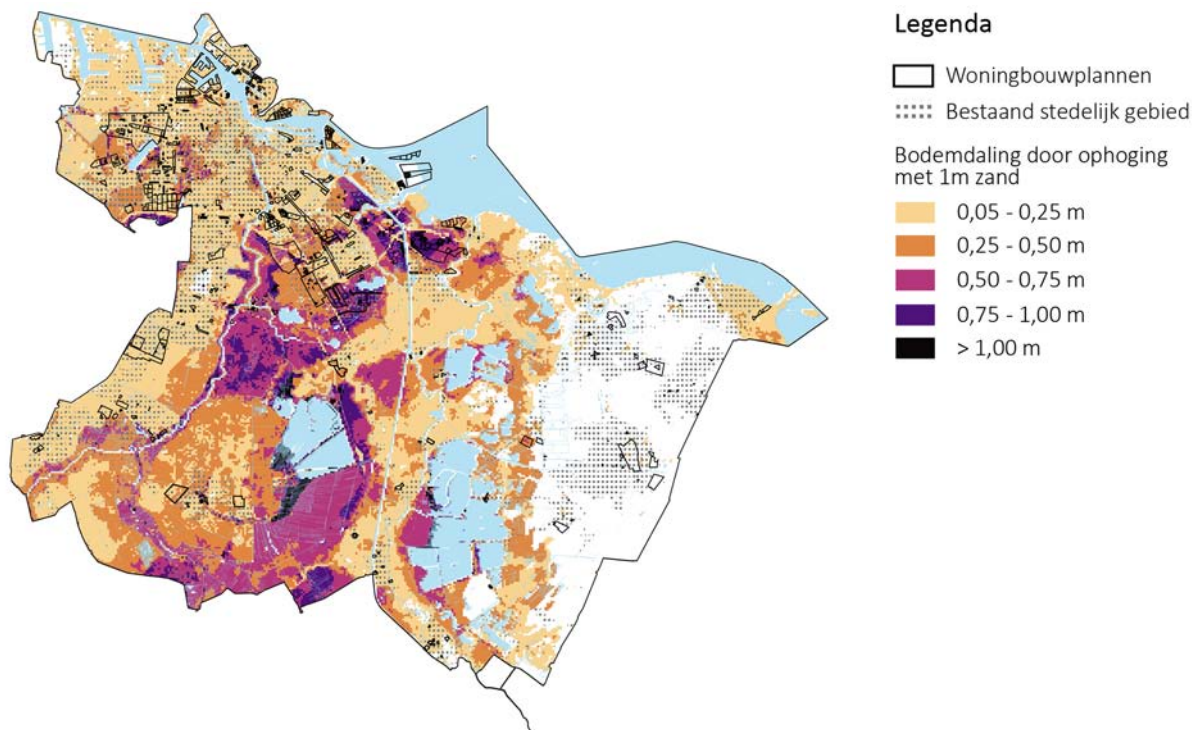 Legenda
Woningbouwplannen
Bestaand stedelijk gebied
Bodemdaling door ophoging
met 1m zand
0,05 - 0,25 m
0,25 - 0,50 m
0,50 - 0,75 m
0,75 - 1,00 m
> 1,00 m